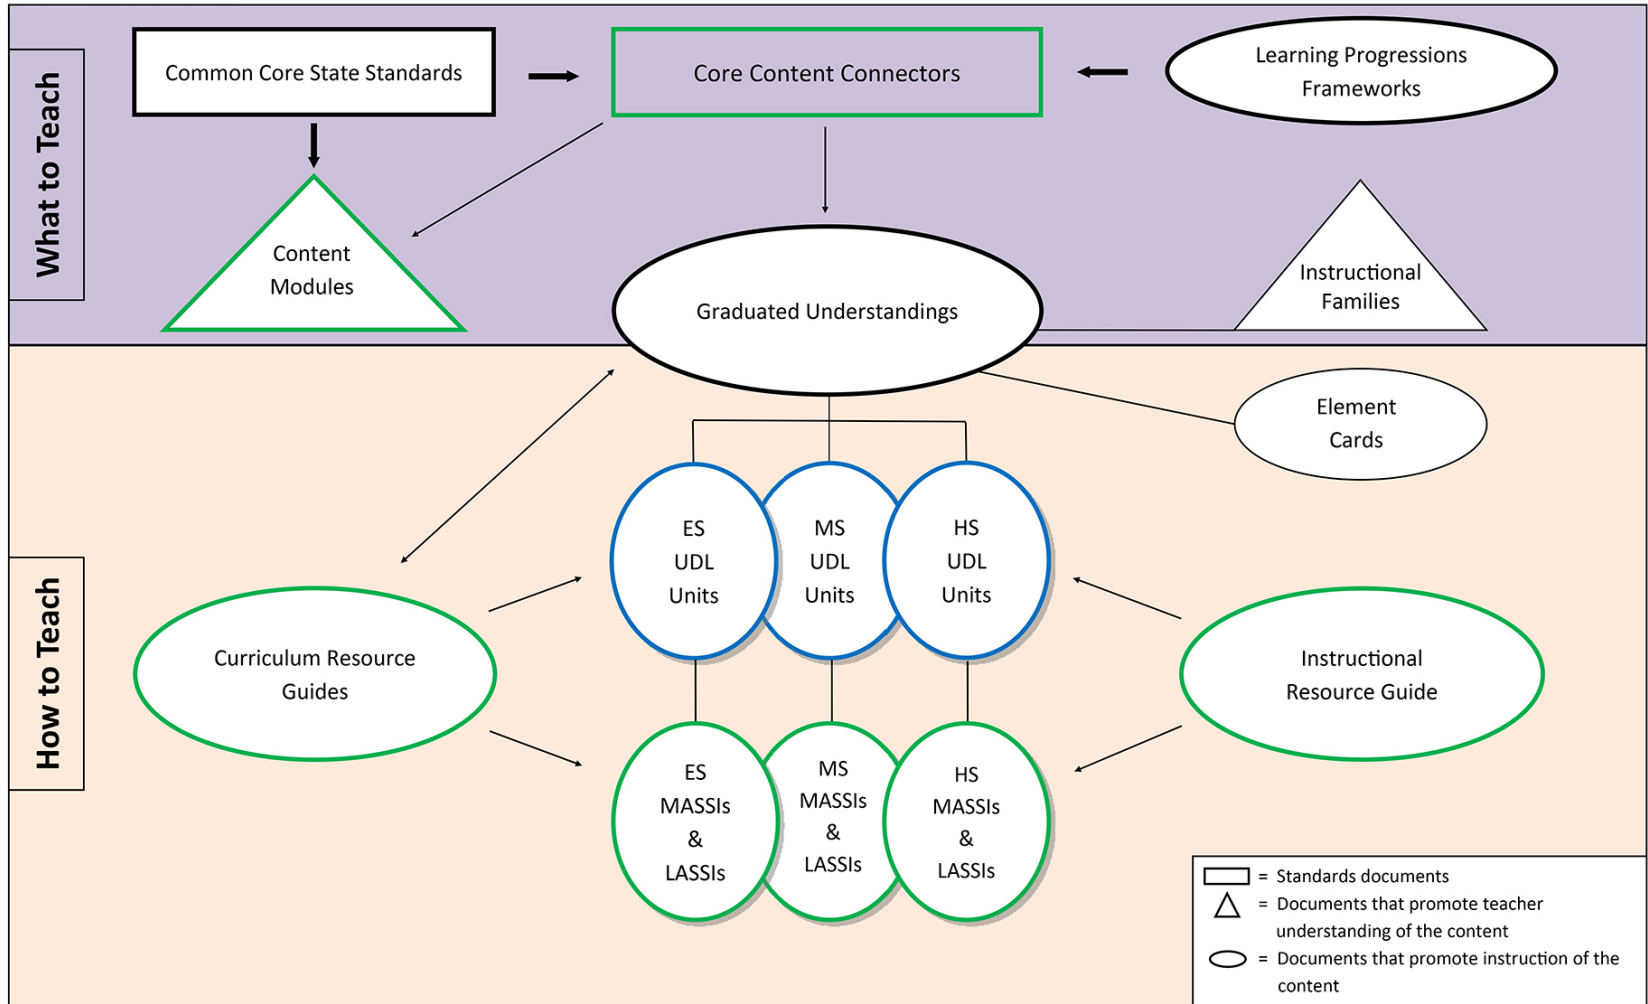 What to Teach
Common Core State Standards
Core Content Connectors
Learning Progressions
Frameworks
Content
Modules
Graduated Understandings
Instructional
Families
Element
Cards
How to Teach
ES
UDL
Units
MS
UDL
Units
HS
UDL
Units
Curriculum Resource
Guides
Instructional
Resource Guide
ES
MASSIs
&
LASSIs
MS
MASSIs
&
LASSIs
HS
MASSIs
&
LASSIs
= Standards documents
= Documents that promote teacher
understanding of the content
= Documents that promote instruction of the
content